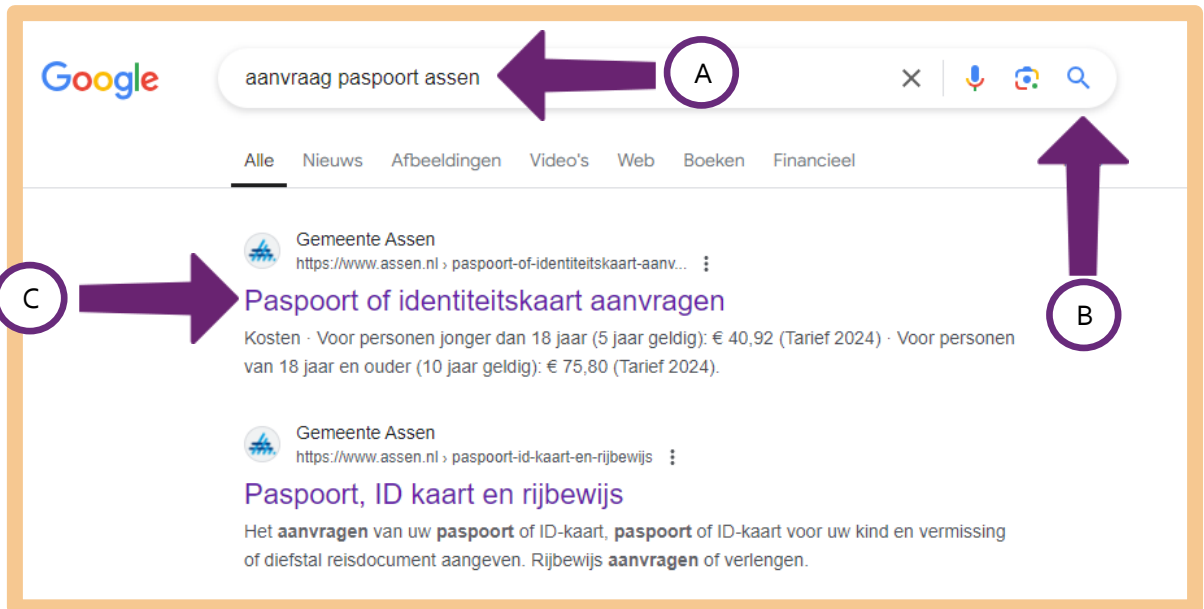 Google
aanvraag paspoort assen
A
Alle Nieuws Afbeeldingen Video's Web Boeken Financieel
Gemeente Assen
https://www.assen.nl › paspoort-of-identiteitskaart-aanv...
C
Paspoort of identiteitskaart aanvragen
B
Kosten · Voor personen jonger dan 18 jaar (5 jaar geldig): € 40,92 (Tarief 2024) · Voor personen
van 18 jaar en ouder (10 jaar geldig): € 75,80 (Tarief 2024).
Gemeente Assen
https://www.assen.nl › paspoort-id-kaart-en-rijbewijs
Paspoort, ID kaart en rijbewijs
Het aanvragen van uw paspoort of ID-kaart, paspoort of ID-kaart voor uw kind en vermissing
of diefstal reisdocument aangeven. Rijbewijs aanvragen of verlengen.